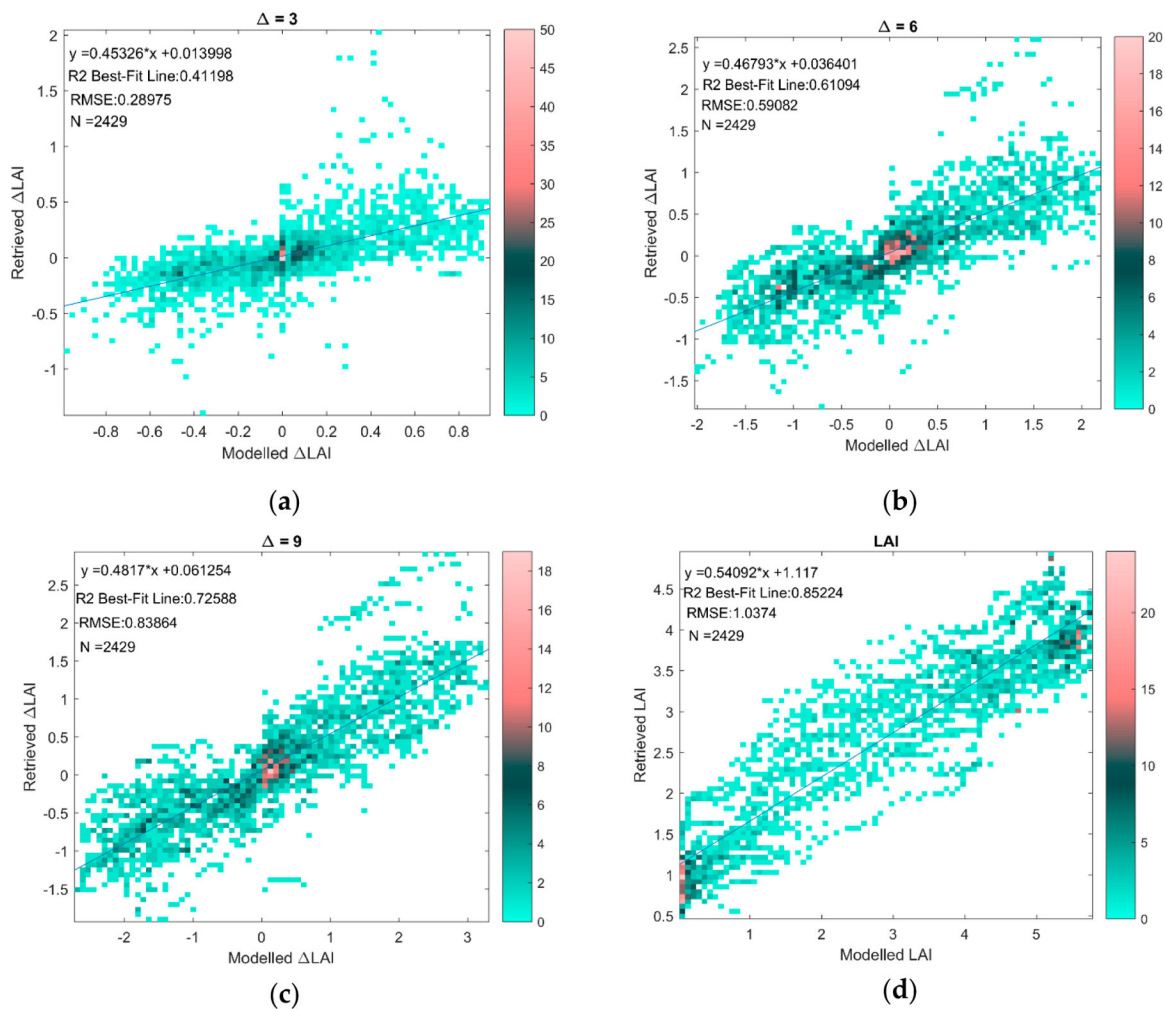 Δ = 3
y =0.45326*x +0.013998
R2 Best-Fit Line:0.41198
RMSE:0.28975
N =2429
2
1.5
1
0.5
0
-0.5
-1
Retrieved ΔLAI
-0.8 -0.6 -0.4 -0.2 0 0.2 0.4 0.6 0.8
Modelled ΔLAI
50
45
40
35
30
25
20
15
10
5
0
(a)
Δ = 6
y =0.46793*x +0.036401
R2 Best-Fit Line:0.61094
RMSE:0.59082
N =2429
2.5
2
1.5
1
0.5
0
-0.5
-1
-1.5
Retrieved ΔLAI
-2 -1.5 -1 -0.5 0 0.5 1 1.5 2
Modelled ΔLAI
20
18
16
14
12
10
8
6
4
2
0
(b)
Δ = 9
y =0.4817*x +0.061254
R2 Best-Fit Line:0.72588
RMSE:0.83864
N =2429
2.5
2
1.5
1
0.5
0
-0.5
-1
-1.5
Retrieved ΔLAI
-2 -1 0 1 2 3
Modelled ΔLAI
18
16
14
12
10
8
6
4
2
0
(c)
LAI
y =0.54092*x +1.117
R2 Best-Fit Line:0.85224
RMSE:1.0374
N =2429
4.5
4
3.5
3
2.5
2
1.5
1
0.5
Retrieved LAI
1 2 3 4 5
Modelled LAI
20
15
10
5
0
(d)